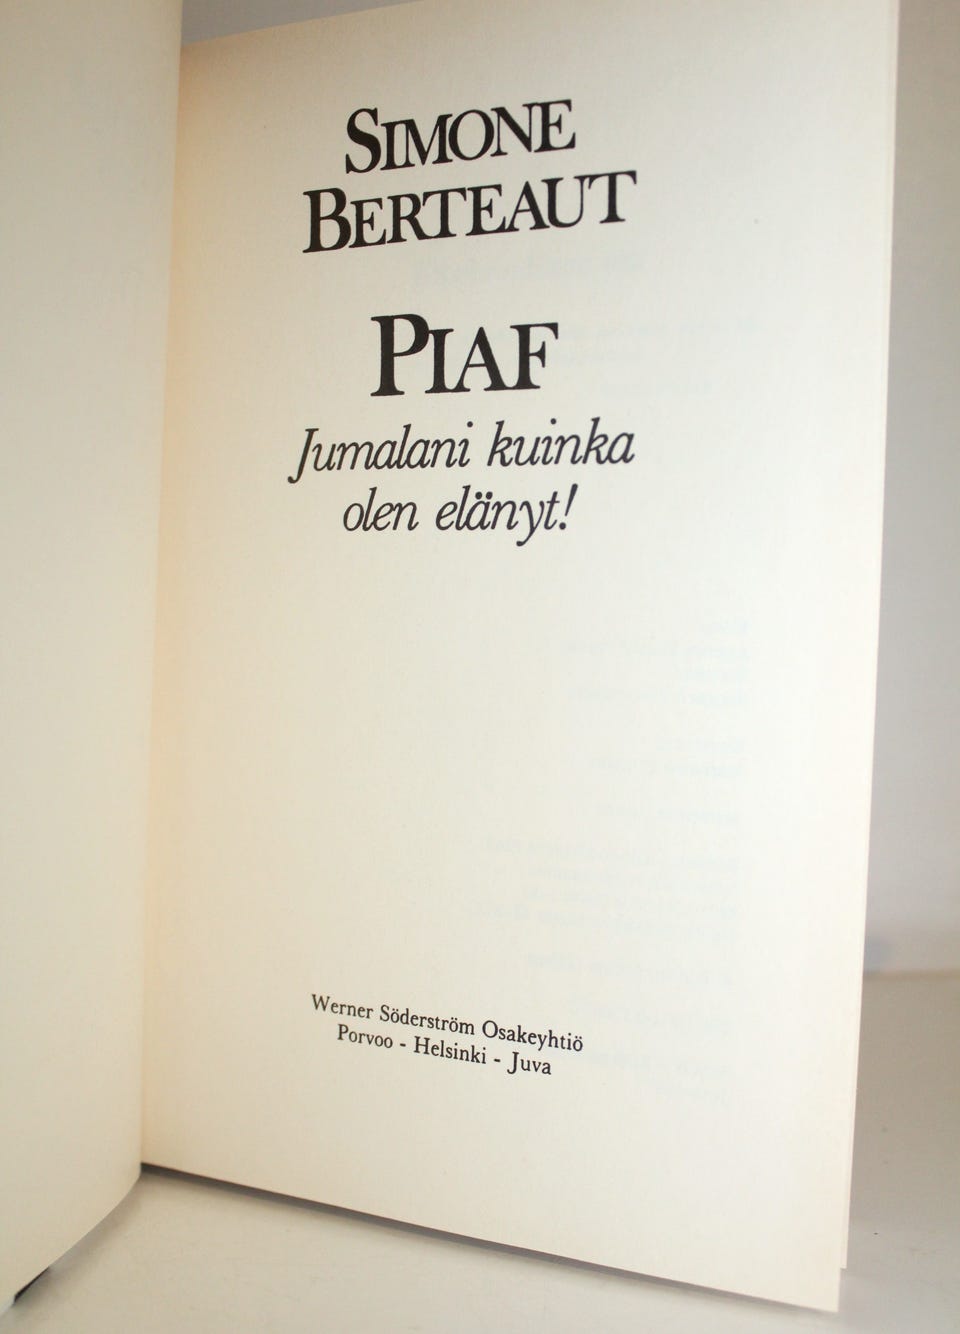 SIMONE
BERTEAUT
PIAF
Jumalani kuinka
olen elänyt!
Werner Söderström Osakeyhtiö
Porvoo - Helsinki - Juva